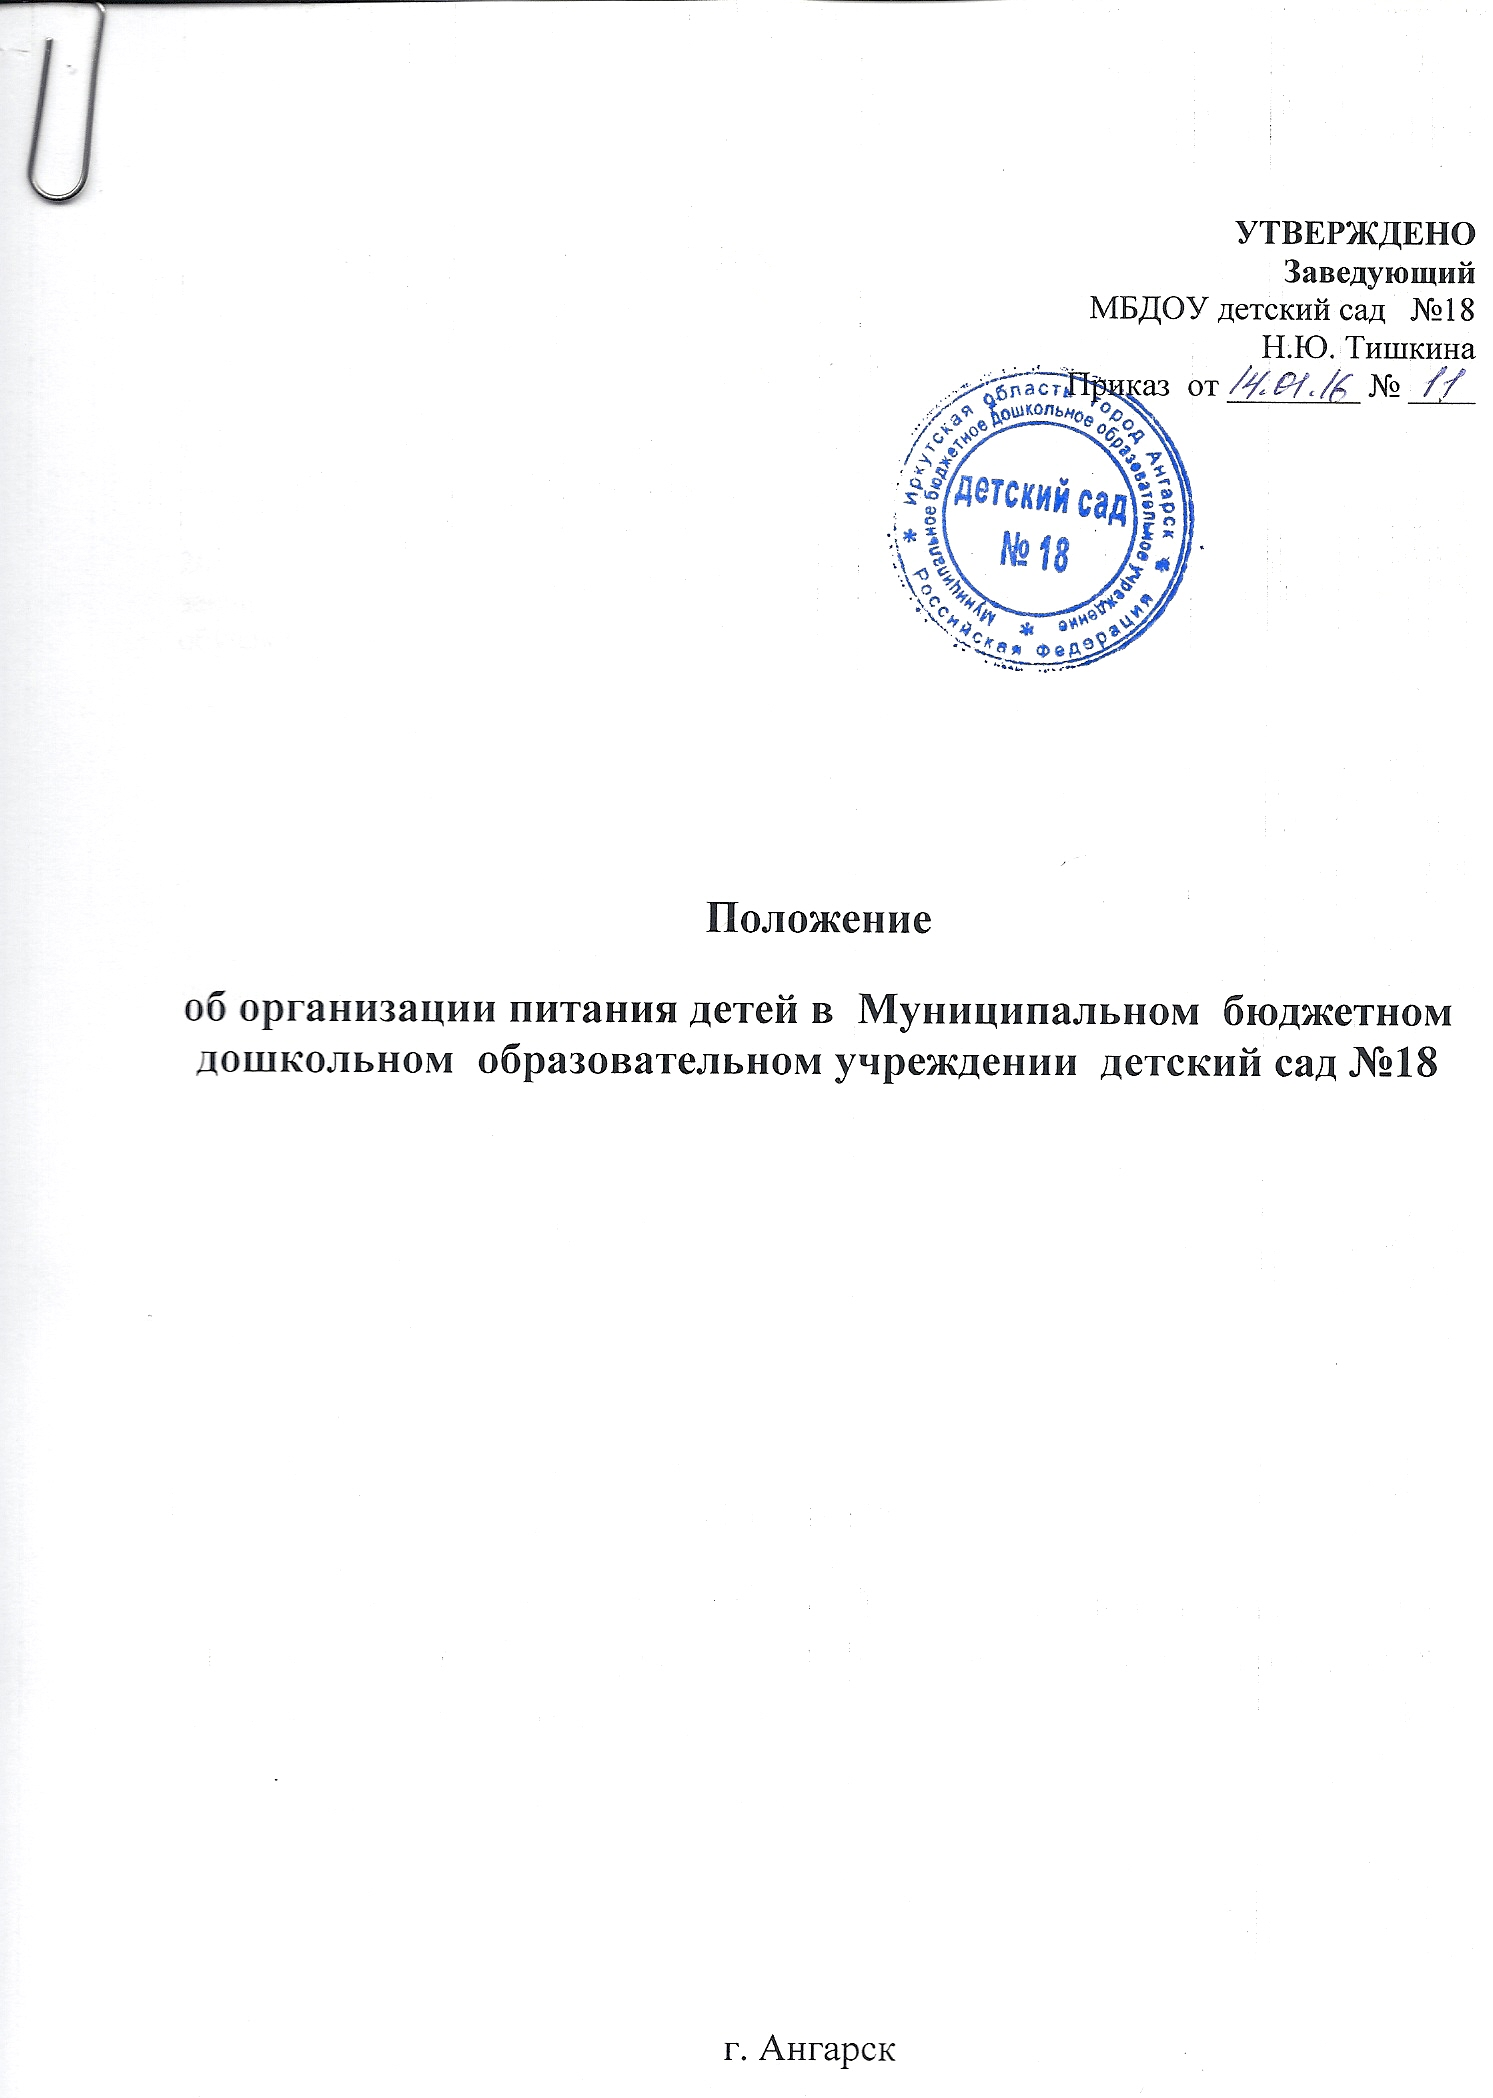 УТВЕРЖДЕНО
Заведующий
МБДОУ детский сад №18
Н.Ю. Тишкина
Приказ от 14.01.16 № 11
Иркутская область город Ангарск
Муниципальное бюджетное дошкольное образовательное учреждение
детский сад
№ 18
Российская Федерация
Положение
об организации питания детей в Муниципальном бюджетном
дошкольном образовательном учреждении детский сад №18
г. Ангарск